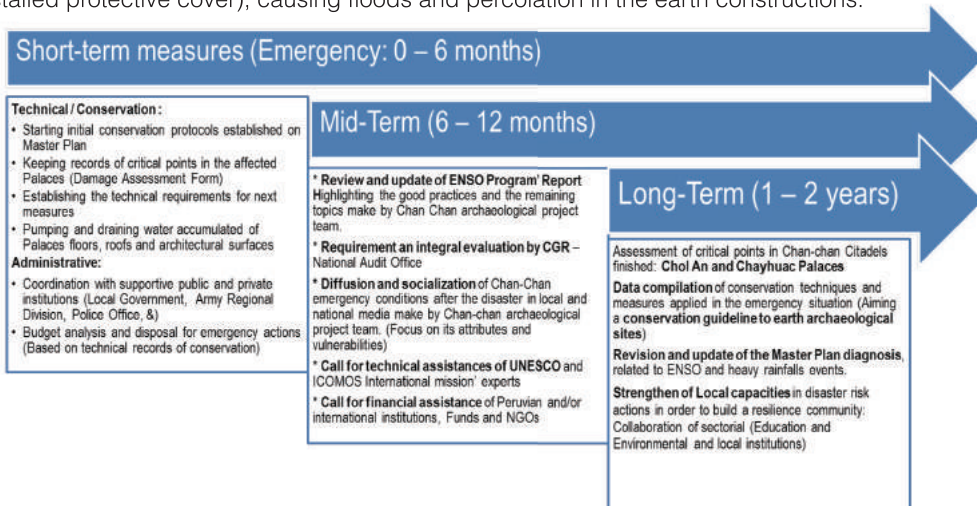 stalled protective cover), causing floods and percolation in the earth constructions.
Short-term measures (Emergency: 0 – 6 months)
Technical / Conservation :
• Starting initial conservation protocols established on
Master Plan
• Keeping records of critical points in the affected
Palaces (Damage Assessment Form)
• Establishing the technical requirements for next
measures
• Pumping and draining water accumulated of
Palaces floors, roofs and architectural surfaces
Administrative:
• Coordination with supportive public and private
institutions (Local Government, Army Regional
Division, Police Office, &)
• Budget analysis and disposal for emergency actions
(Based on technical records of conservation)
Mid-Term (6 – 12 months)
* Review and update of ENSO Program' Report
Highlighting the good practices and the remaining
topics make by Chan Chan archaeological project
team.
* Requirement an integral evaluation by CGR –
National Audit Office
* Diffusion and socialization of Chan-Chan
emergency conditions after the disaster in local and
national media make by Chan-chan archaeological
project team. (Focus on its attributes and
vulnerabilities)
* Call for technical assistances of UNESCO and
ICOMOS International mission' experts
* Call for financial assistance of Peruvian and/or
international institutions, Funds and NGOs
Long-Term (1 – 2 years)
Assessment of critical points in Chan-chan Citadels
finished: Chol An and Chayhuac Palaces
Data compilation of conservation techniques and
measures applied in the emergency situation (Aiming
a conservation guideline to earth archaeological
sites)
Revision and update of the Master Plan diagnosis,
related to ENSO and heavy rainfalls events.
Strengthen of Local capacities in disaster risk
actions in order to build a resilience community:
Collaboration of sectorial (Education and
Environmental and local institutions)